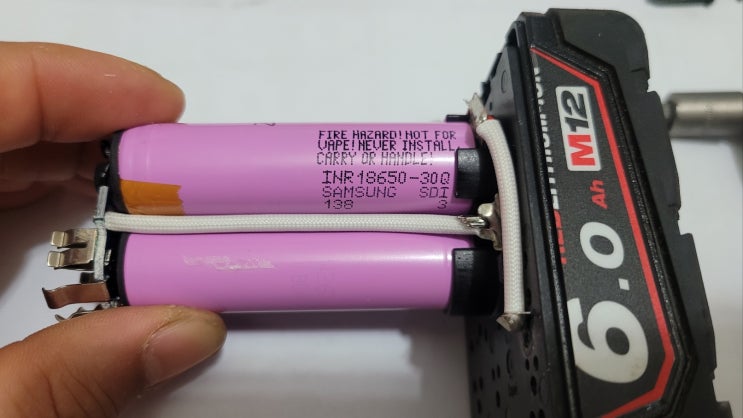 FIRE HAZARD!NOT FOR
VAPE!NEVER INSTALL
CARRY OR HANDLE!
INR18650-30Q
SAMSUNG SDI
138 3
M12
6.0 Ah